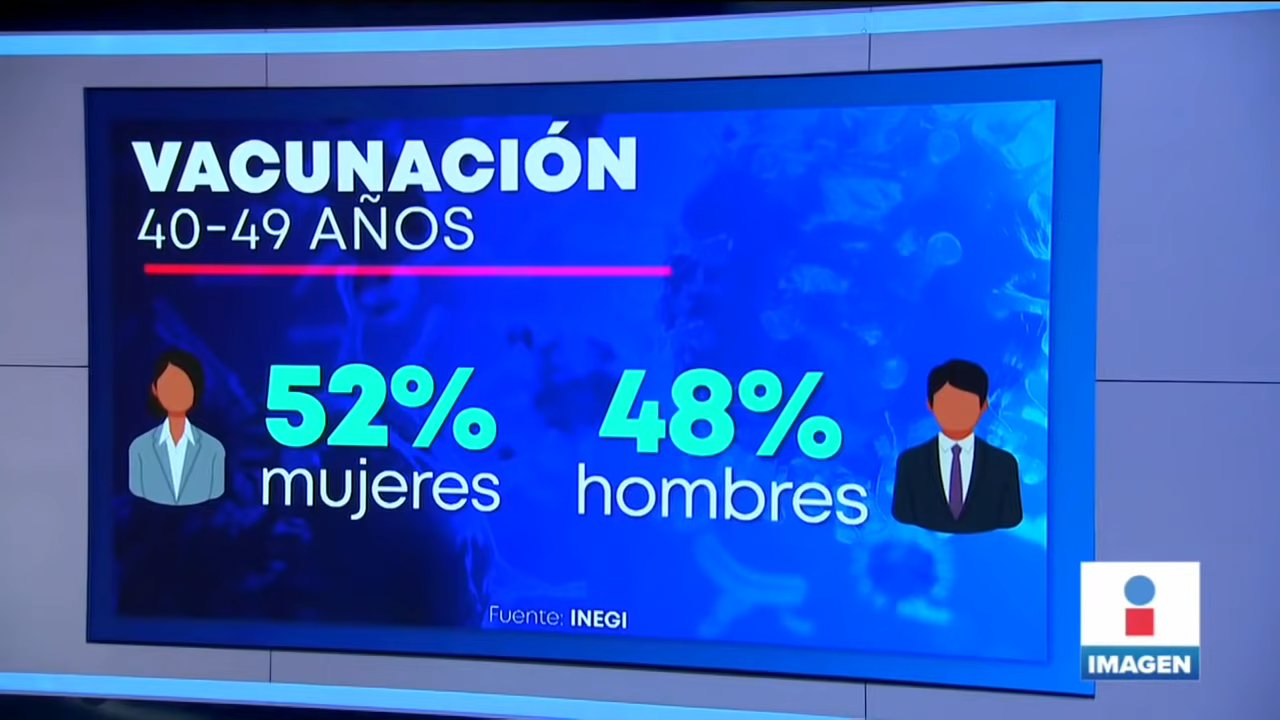 VACUNACIÓN
40-49 AÑOS
52%
mujeres
48%
hombres
Fuente: INEGI
IMAGEN